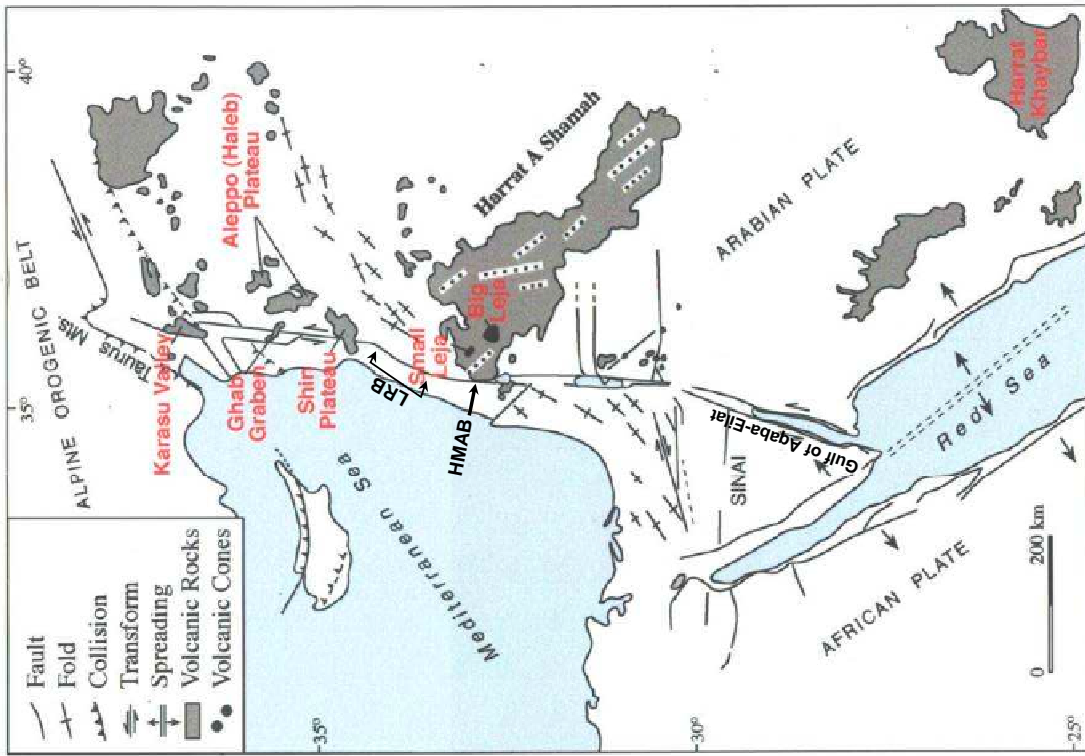 Fault
Fold
Collision
Transform
Spreading
Volcanic Rocks
Volcanic Cones
ALPINE OROGENIC BELT
Taurus Mts.
Karasu Valley
Ghab
Graben
Shin
Plateau
Aleppo (Haleb)
Plateau
LRB
Small
Leja
Big
Leja
HMAB
Harrat A Shamah
Mediterranean Sea
SINAI
Gulf of Aqaba-Eilat
Red Sea
ARABIAN PLATE
AFRICAN PLATE
Harrat
Khaybar
0 200 km
35°
40°
35°
30°
25°